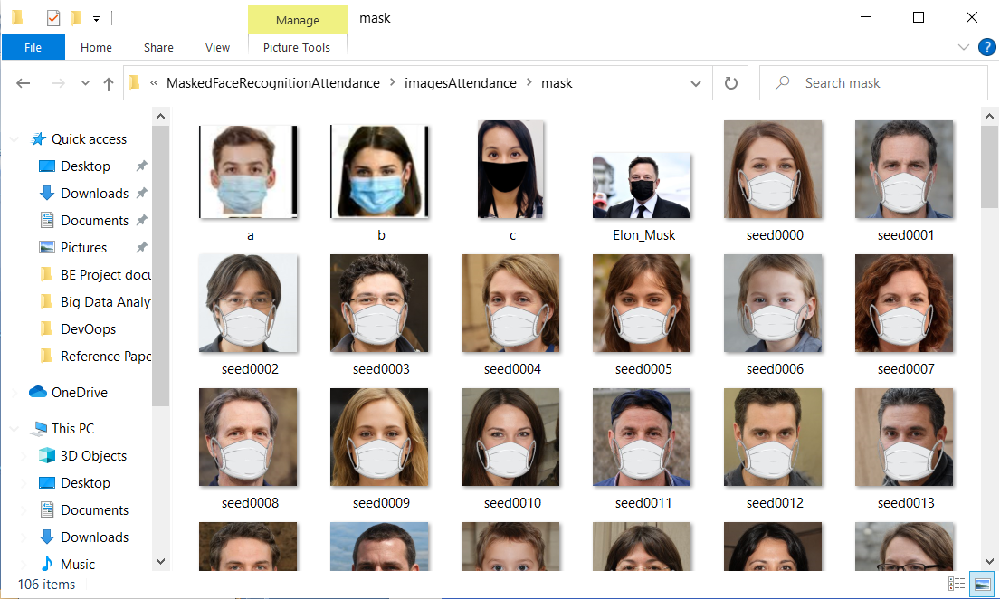 Manage
mask
File
Home
Share
View
Picture Tools
?
« MaskedFaceRecognitionAttendance > imagesAttendance > mask
Search mask
Quick access
Desktop
Downloads
Documents
Pictures
BE Project docu
Big Data Analy
DevOops
Reference Pape
OneDrive
This PC
3D Objects
Desktop
Documents
Downloads
Music
a
b
c
Elon_Musk
seed0000
seed0001
seed0002
seed0003
seed0004
seed0005
seed0006
seed0007
seed0008
seed0009
seed0010
seed0011
seed0012
seed0013
106 items